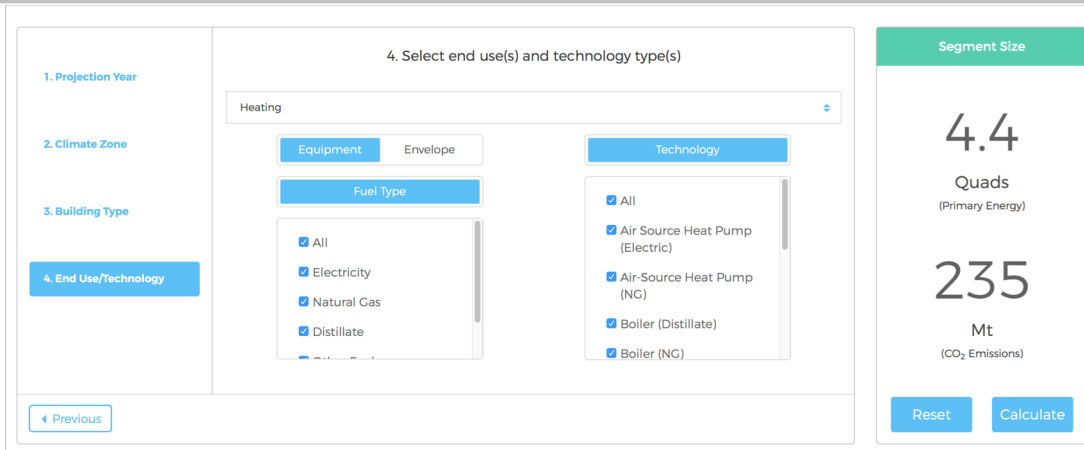 4. Select end use(s) and technology type(s)
1. Projection Year
2. Climate Zone
3. Building Type
4. End Use/Technology
Heating
Equipment
Envelope
Technology
Fuel Type
All
Electricity
Natural Gas
Distillate
All
Air Source Heat Pump
(Electric)
Air-Source Heat Pump
(NG)
Boiler (Distillate)
Boiler (NG)
Previous
Segment Size
4.4
Quads
(Primary Energy)
235
Mt
(CO₂ Emissions)
Reset
Calculate